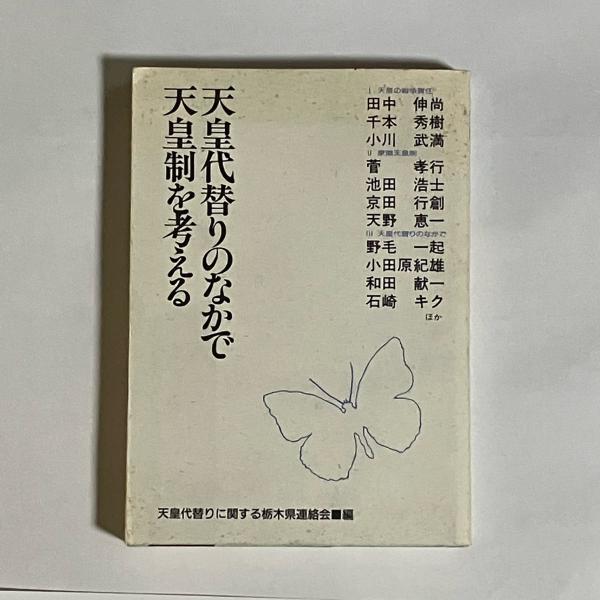 天皇代替りのなかで
天皇制を考える
I 天皇の戦争責任
田中 伸尚
千本 秀樹
小川 武満
II 象徴天皇制
菅 孝行
池田 浩士
京田 行創
天野 恵一
III 天皇代替りのなかで
野毛 一起
小田原紀雄
和田 献一
石崎 キク
ほか
天皇代替りに関する栃木県連絡会■編